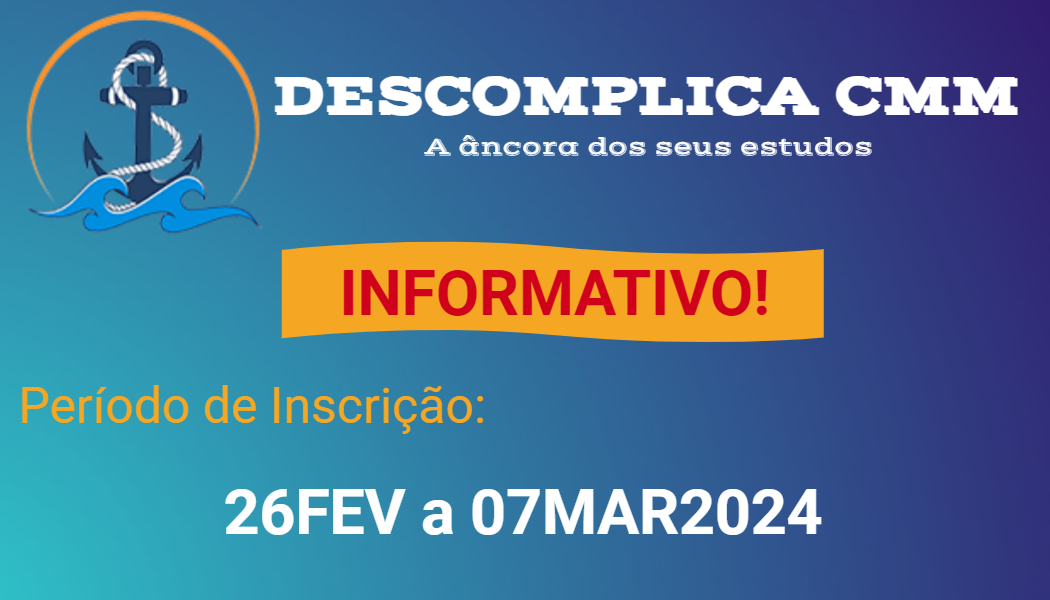 DESCOMPLICA CMM
A âncora dos seus estudos
INFORMATIVO!
Período de Inscrição:
26FEV a 07MAR2024